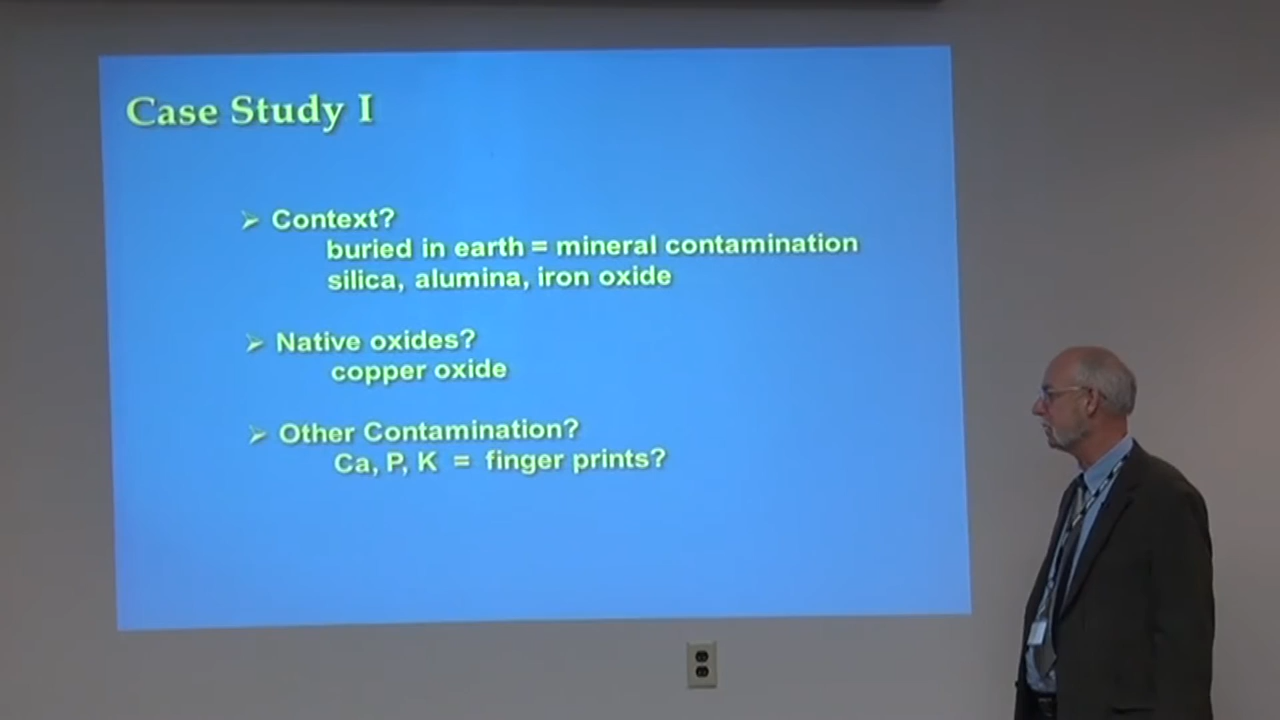 Case Study I
➢ Context?
buried in earth = mineral contamination
silica, alumina, iron oxide
➢ Native oxides?
copper oxide
➢ Other Contamination?
Ca, P, K = finger prints?